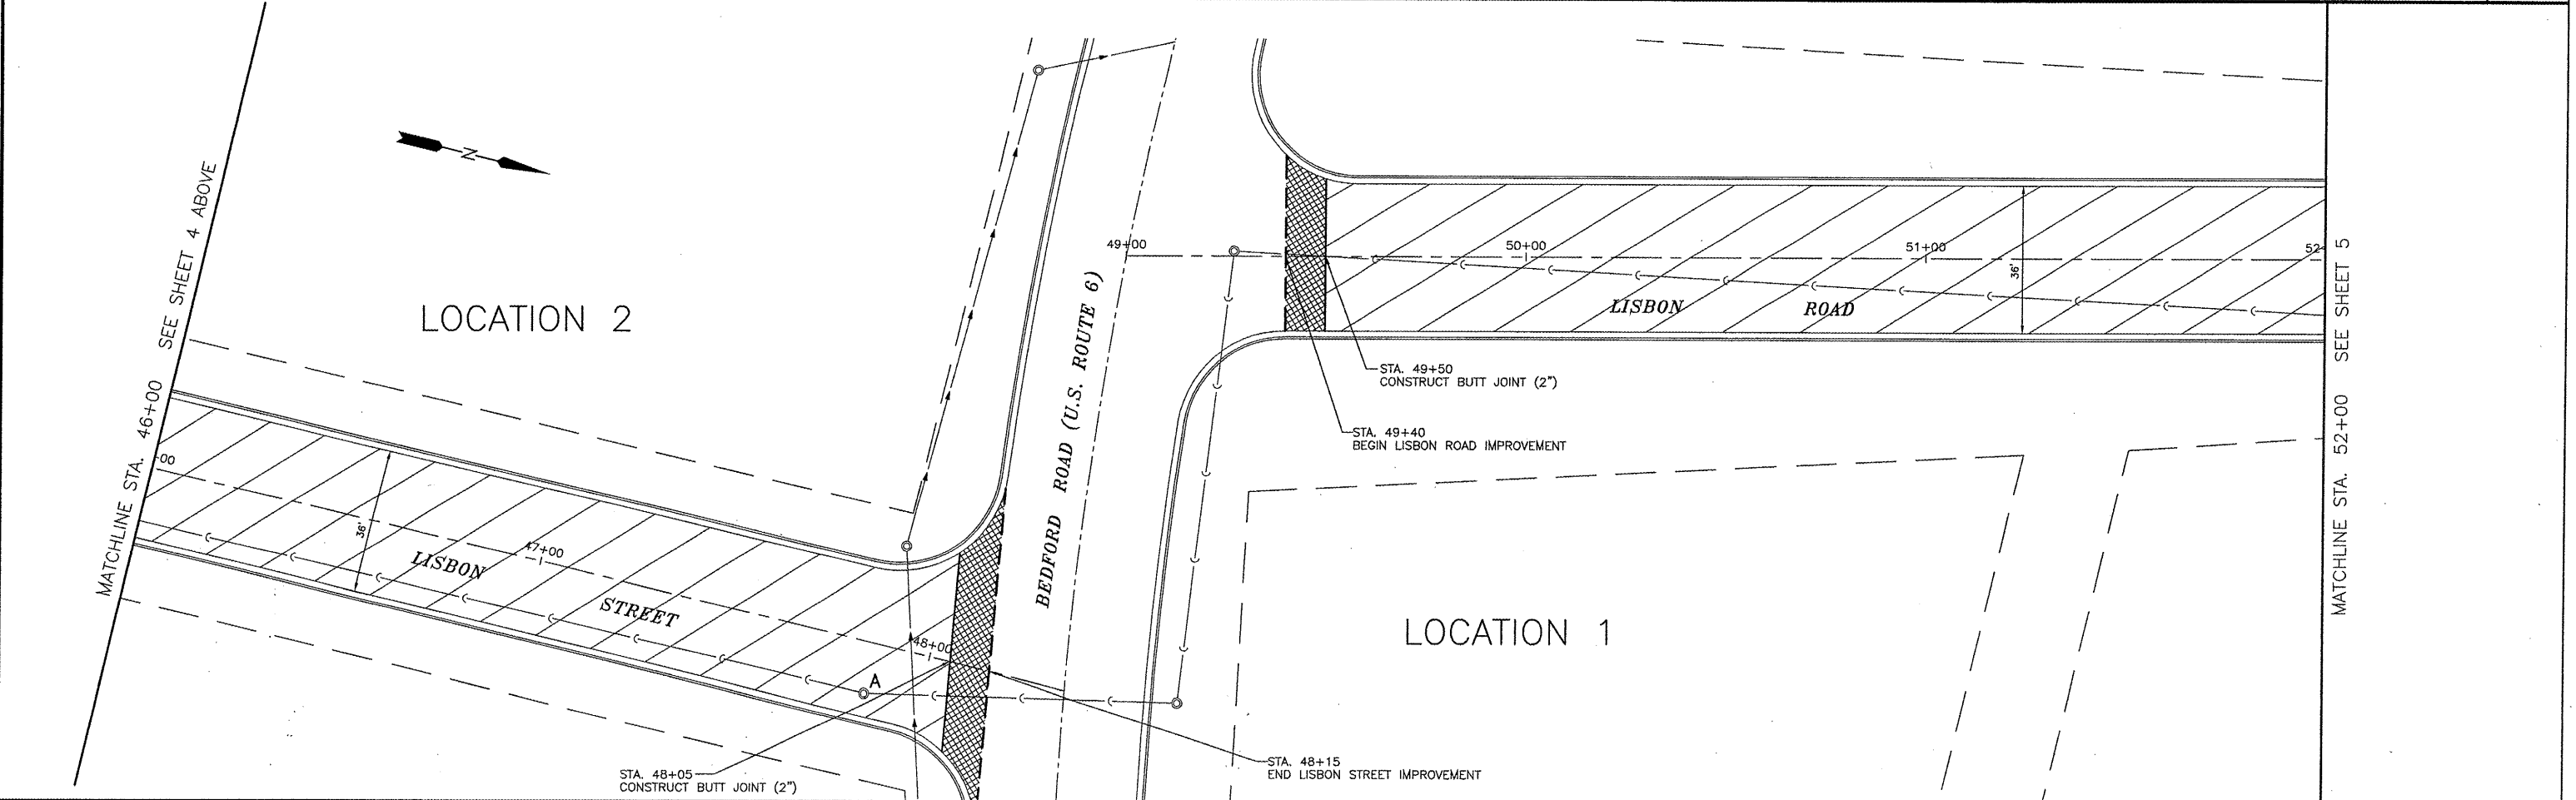 MATCHLINE STA. 46+00 SEE SHEET 4 ABOVE
N
LOCATION 2
BEDFORD ROAD (U.S. ROUTE 6)
49+00
50+00
51+00
52+
36'
LISBON ROAD
STA. 49+50
CONSTRUCT BUTT JOINT (2")
STA. 49+40
BEGIN LISBON ROAD IMPROVEMENT
MATCHLINE STA. 52+00 SEE SHEET 5
-00
36'
47+00
LISBON STREET
48+00
A
LOCATION 1
STA. 48+05
CONSTRUCT BUTT JOINT (2")
STA. 48+15
END LISBON STREET IMPROVEMENT